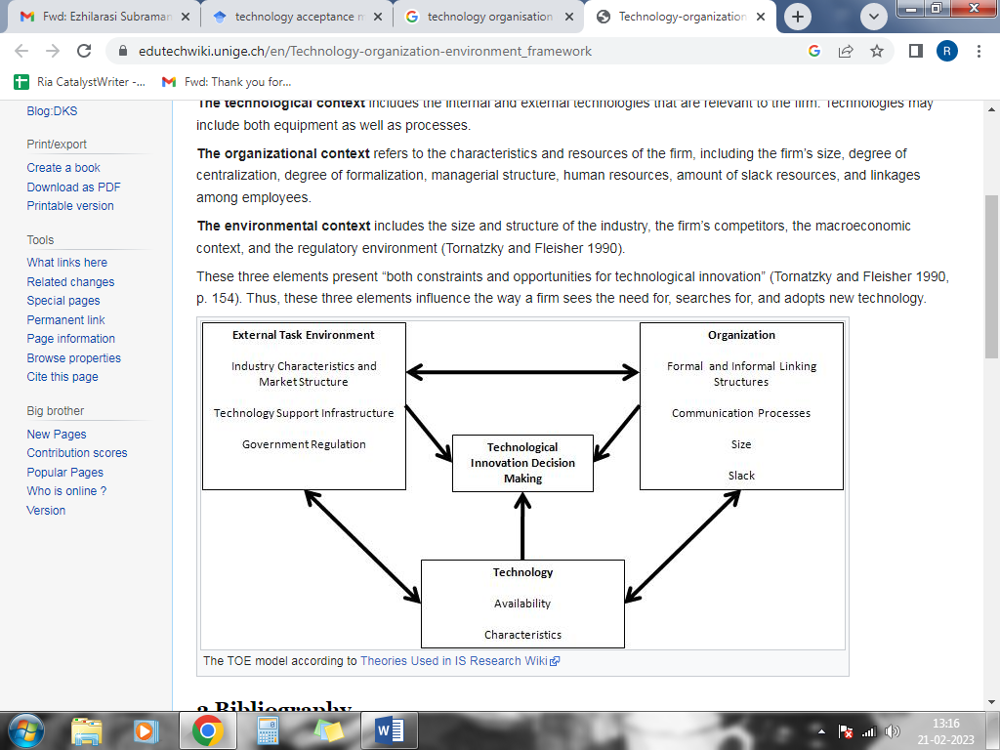 Fwd: Ezhilarasi Subraman
technology acceptance m
technology organisation
Technology-organization
edutechwiki.unige.ch/en/Technology-organization-environment_framework
R
Ria CatalystWriter -...
Fwd: Thank you for...
Blog:DKS
Print/export
Create a book
Download as PDF
Printable version
Tools
What links here
Related changes
Special pages
Permanent link
Page information
Browse properties
Cite this page
Big brother
New Pages
Contribution scores
Popular Pages
Who is online ?
Version
The technological context includes the internal and external technologies that are relevant to the firm. Technologies may
include both equipment as well as processes.
The organizational context refers to the characteristics and resources of the firm, including the firm's size, degree of
centralization, degree of formalization, managerial structure, human resources, amount of slack resources, and linkages
among employees.
The environmental context includes the size and structure of the industry, the firm's competitors, the macroeconomic
context, and the regulatory environment (Tornatzky and Fleisher 1990).
These three elements present “both constraints and opportunities for technological innovation” (Tornatzky and Fleisher 1990,
p. 154). Thus, these three elements influence the way a firm sees the need for, searches for, and adopts new technology.
External Task Environment
Industry Characteristics and
Market Structure
Technology Support Infrastructure
Government Regulation
Organization
Formal and Informal Linking
Structures
Communication Processes
Size
Slack
Technological
Innovation Decision
Making
Technology
Availability
Characteristics
The TOE model according to Theories Used in IS Research Wiki
2 Bibliography
13:16
21-02-2023